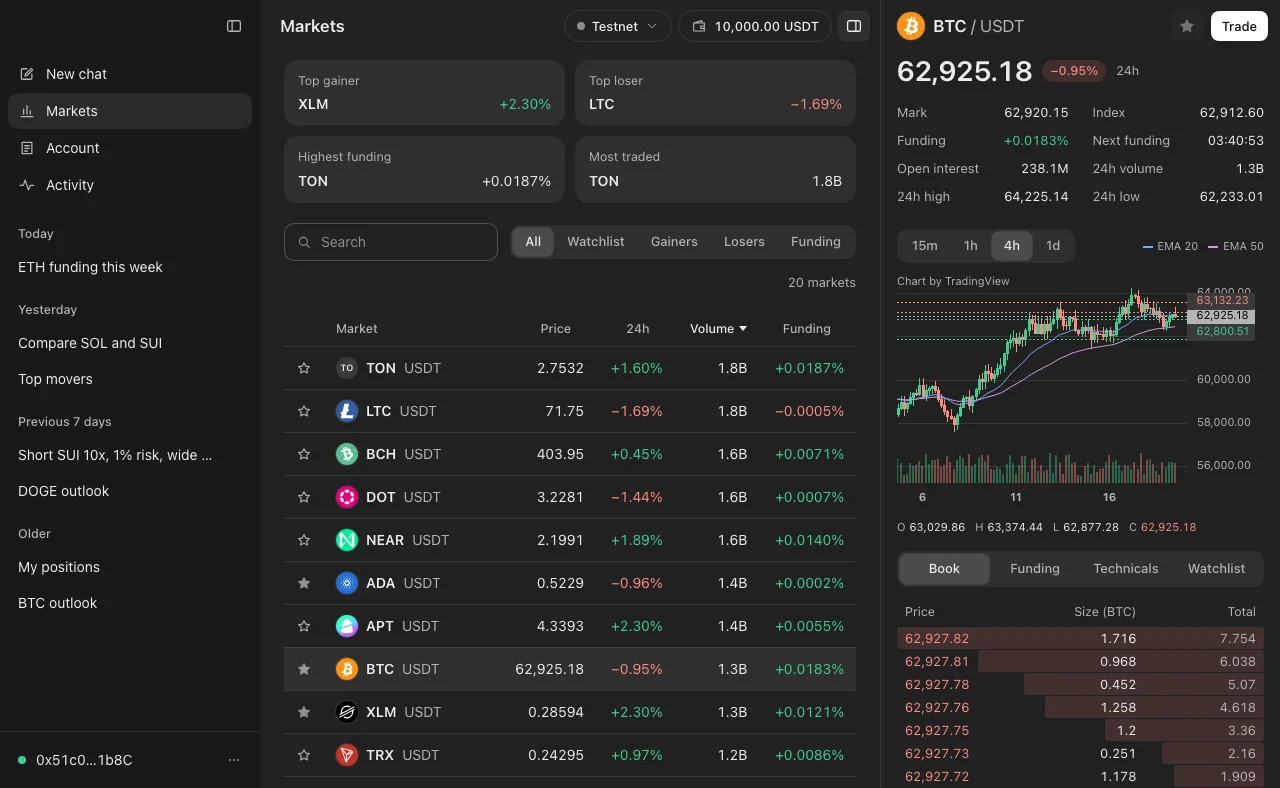 New chat
Markets
Account
Activity
Today
ETH funding this week
Yesterday
Compare SOL and SUI
Top movers
Previous 7 days
Short SUI 10x, 1% risk, wide ...
DOGE outlook
Older
My positions
BTC outlook
0x51c0...1b8C
Markets
Testnet
10,000.00 USDT
Top gainer
XLM +2.30%
Top loser
LTC −1.69%
Highest funding
TON +0.0187%
Most traded
TON 1.8B
Search
All Watchlist Gainers Losers Funding
20 markets
Market Price 24h Volume Funding
TO TON USDT 2.7532 +1.60% 1.8B +0.0187%
LTC USDT 71.75 −1.69% 1.8B −0.0005%
BCH USDT 403.95 +0.45% 1.6B +0.0071%
DOT USDT 3.2281 −1.44% 1.6B +0.0007%
NEAR USDT 2.1991 +1.89% 1.6B +0.0140%
ADA USDT 0.5229 −0.96% 1.4B +0.0002%
APT USDT 4.3393 +2.30% 1.4B +0.0055%
BTC USDT 62,925.18 −0.95% 1.3B +0.0183%
XLM USDT 0.28594 +2.30% 1.3B +0.0121%
TRX USDT 0.24295 +0.97% 1.2B +0.0086%
BTC / USDT
Trade
62,925.18 −0.95% 24h
Mark 62,920.15 Index 62,912.60
Funding +0.0183% Next funding 03:40:53
Open interest 238.1M 24h volume 1.3B
24h high 64,225.14 24h low 62,233.01
15m 1h 4h 1d
EMA 20 EMA 50
Chart by TradingView
64,000.00
63,132.23
62,925.18
62,800.51
60,000.00
58,000.00
56,000.00
6 11 16
O 63,029.86 H 63,374.44 L 62,877.28 C 62,925.18
Book Funding Technicals Watchlist
Price Size (BTC) Total
62,927.82 1.716 7.754
62,927.81 0.968 6.038
62,927.78 0.452 5.07
62,927.76 1.258 4.618
62,927.75 1.2 3.36
62,927.73 0.251 2.16
62,927.72 1.178 1.909